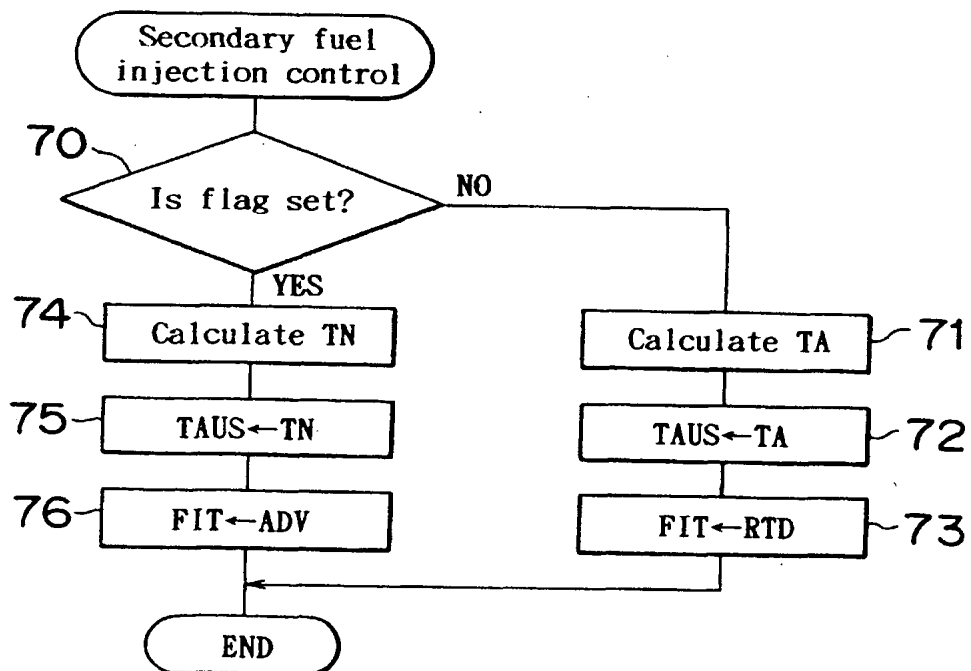 Secondary fuel
injection control
70
Is flag set?
NO
YES
74
Calculate TN
Calculate TA
71
75
TAUS←TN
TAUS←TA
72
76
FIT←ADV
FIT←RTD
73
END